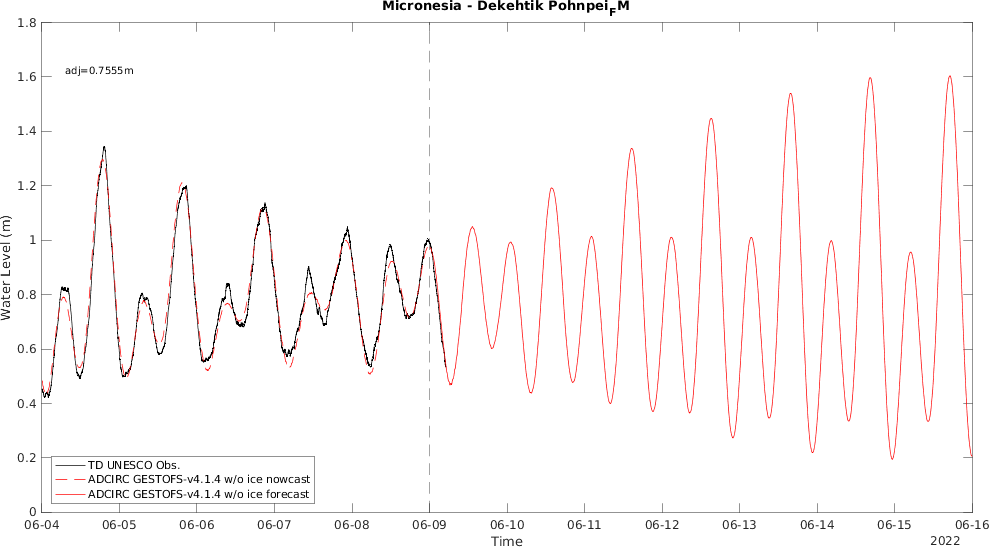 Micronesia - Dekehtik Pohnpei_FM
adj=0.7555m
Water Level (m)
1.8
1.6
1.4
1.2
1
0.8
0.6
0.4
0.2
0
TD UNESCO Obs.
ADCIRC GESTOFS-v4.1.4 w/o ice nowcast
ADCIRC GESTOFS-v4.1.4 w/o ice forecast
06-04 06-05 06-06 06-07 06-08 06-09 06-10 06-11 06-12 06-13 06-14 06-15 06-16
Time
2022